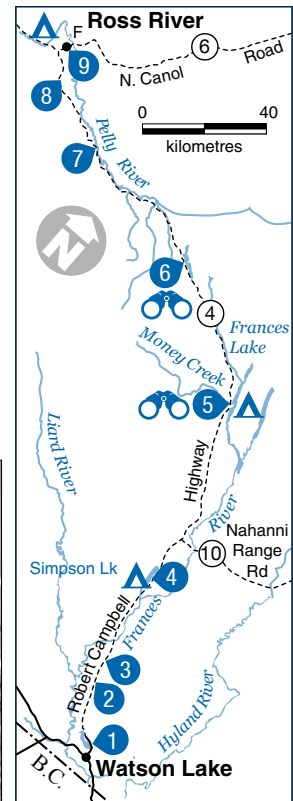 Ross River
F
6
Road
N. Canol
9
8
0 40
kilometres
7
Pelly River
N
6
4
Frances
Lake
Money Creek
5
Liard River
Highway
River
Nahanni
Range
Rd
10
Simpson Lk
4
Frances
Robert Campbell
3
2
Hyland River
1
Watson Lake
B.C.